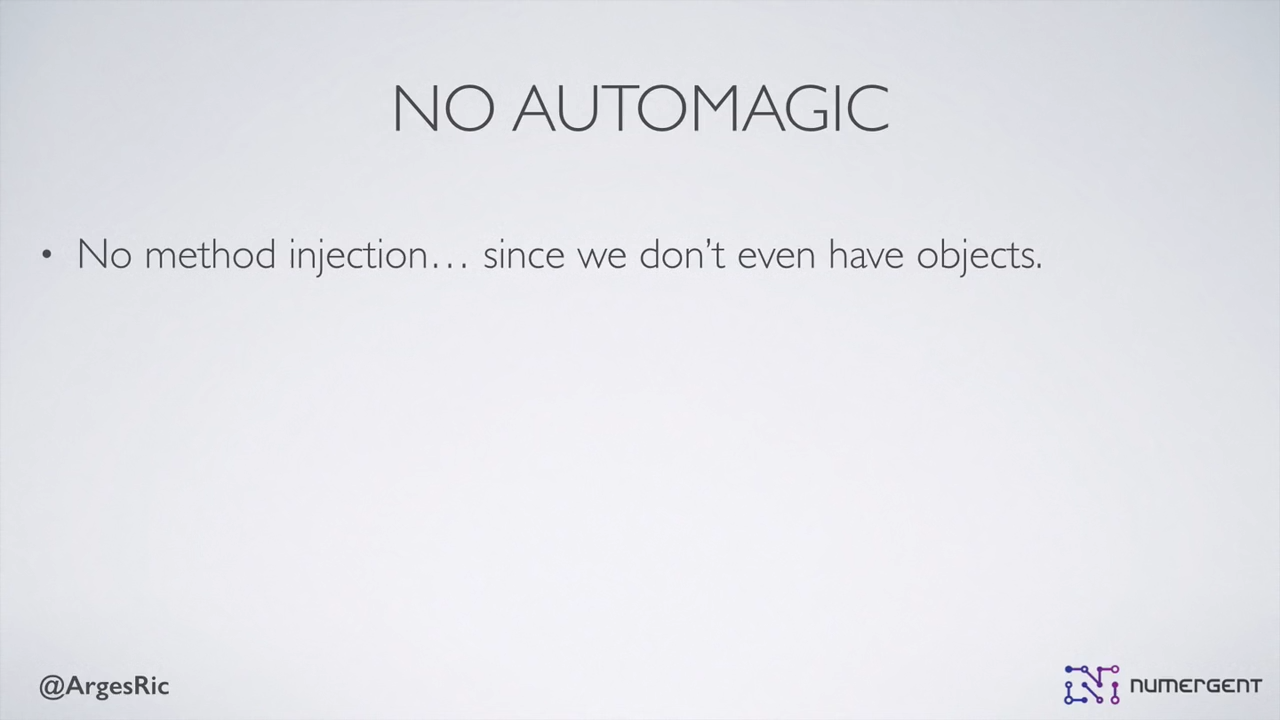 NO AUTOMAGIC
• No method injection… since we don’t even have objects.
@ArgesRic
NUMERGENT